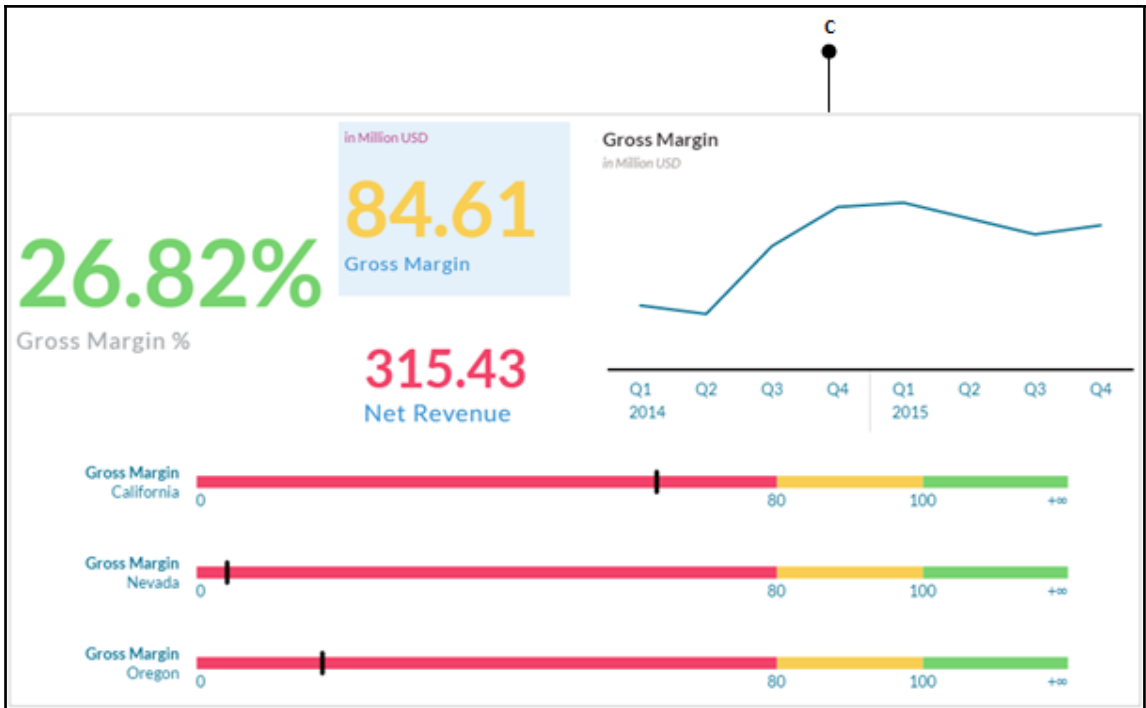 C
26.82%
Gross Margin %
in Million USD
84.61
Gross Margin
315.43
Net Revenue
Gross Margin
in Million USD
Q1 Q2 Q3 Q4 Q1 Q2 Q3 Q4
2014 2015
Gross Margin
California
0 80 100 +∞
Gross Margin
Nevada
0 80 100 +∞
Gross Margin
Oregon
0 80 100 +∞